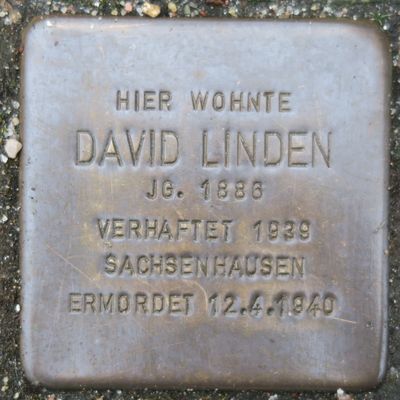 HIER WOHNTE
DAVID LINDEN
JG. 1886
VERHAFTET 1939
SACHSENHAUSEN
ERMORDET 12.4.1940